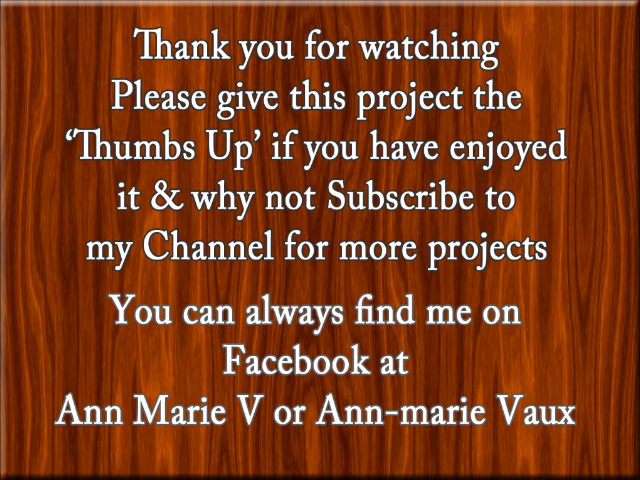 Thank you for watching
Please give this project the
‘Thumbs Up’ if you have enjoyed
it & why not Subscribe to
my Channel for more projects
You can always find me on
Facebook at
Ann Marie V or Ann-marie Vaux